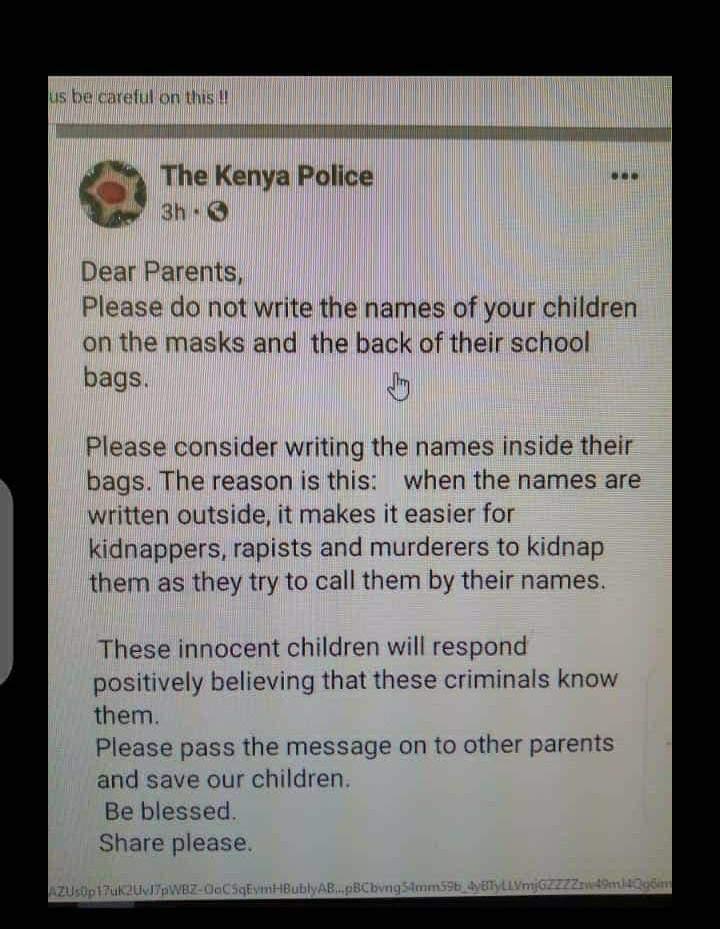 us be careful on this !!
The Kenya Police
3h
Dear Parents,
Please do not write the names of your children
on the masks and the back of their school
bags.
Please consider writing the names inside their
bags. The reason is this: when the names are
written outside, it makes it easier for
kidnappers, rapists and murderers to kidnap
them as they try to call them by their names.
These innocent children will respond
positively believing that these criminals know
them.
Please pass the message on to other parents
and save our children.
Be blessed.
Share please.